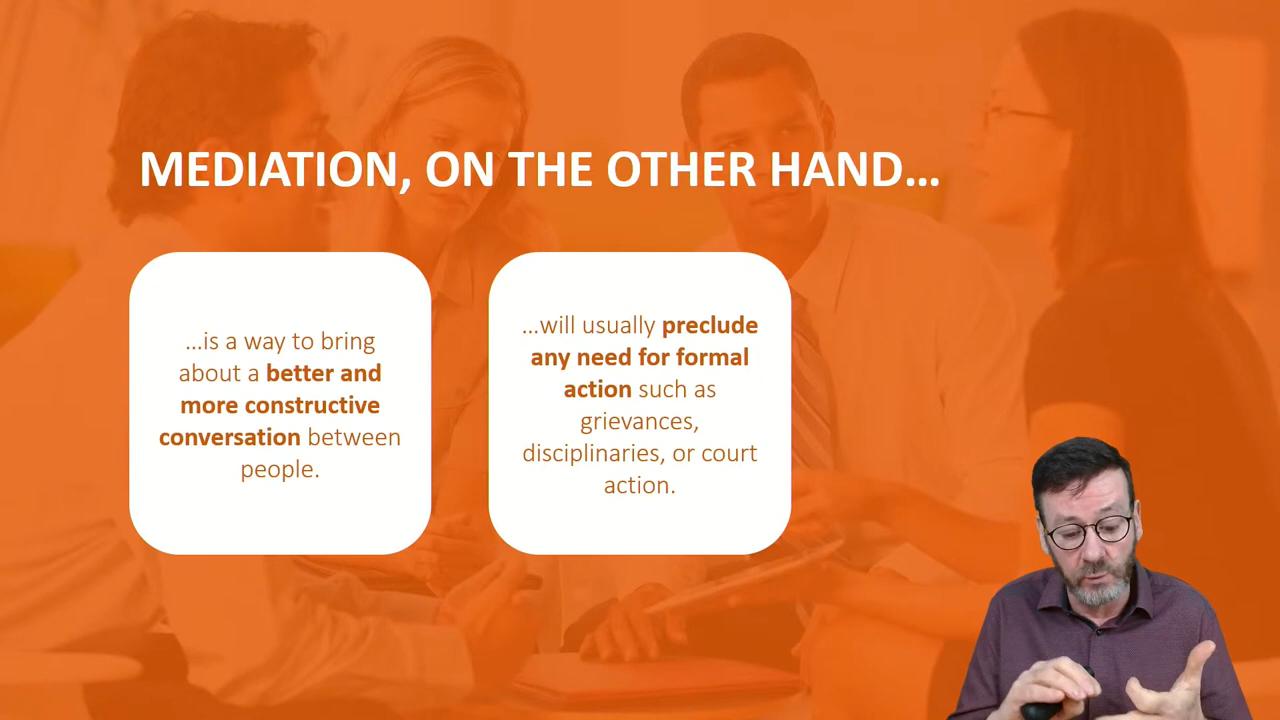 MEDIATION, ON THE OTHER HAND…
…is a way to bring
about a better and
more constructive
conversation between
people.
…will usually preclude
any need for formal
action such as
grievances,
disciplinaries, or court
action.